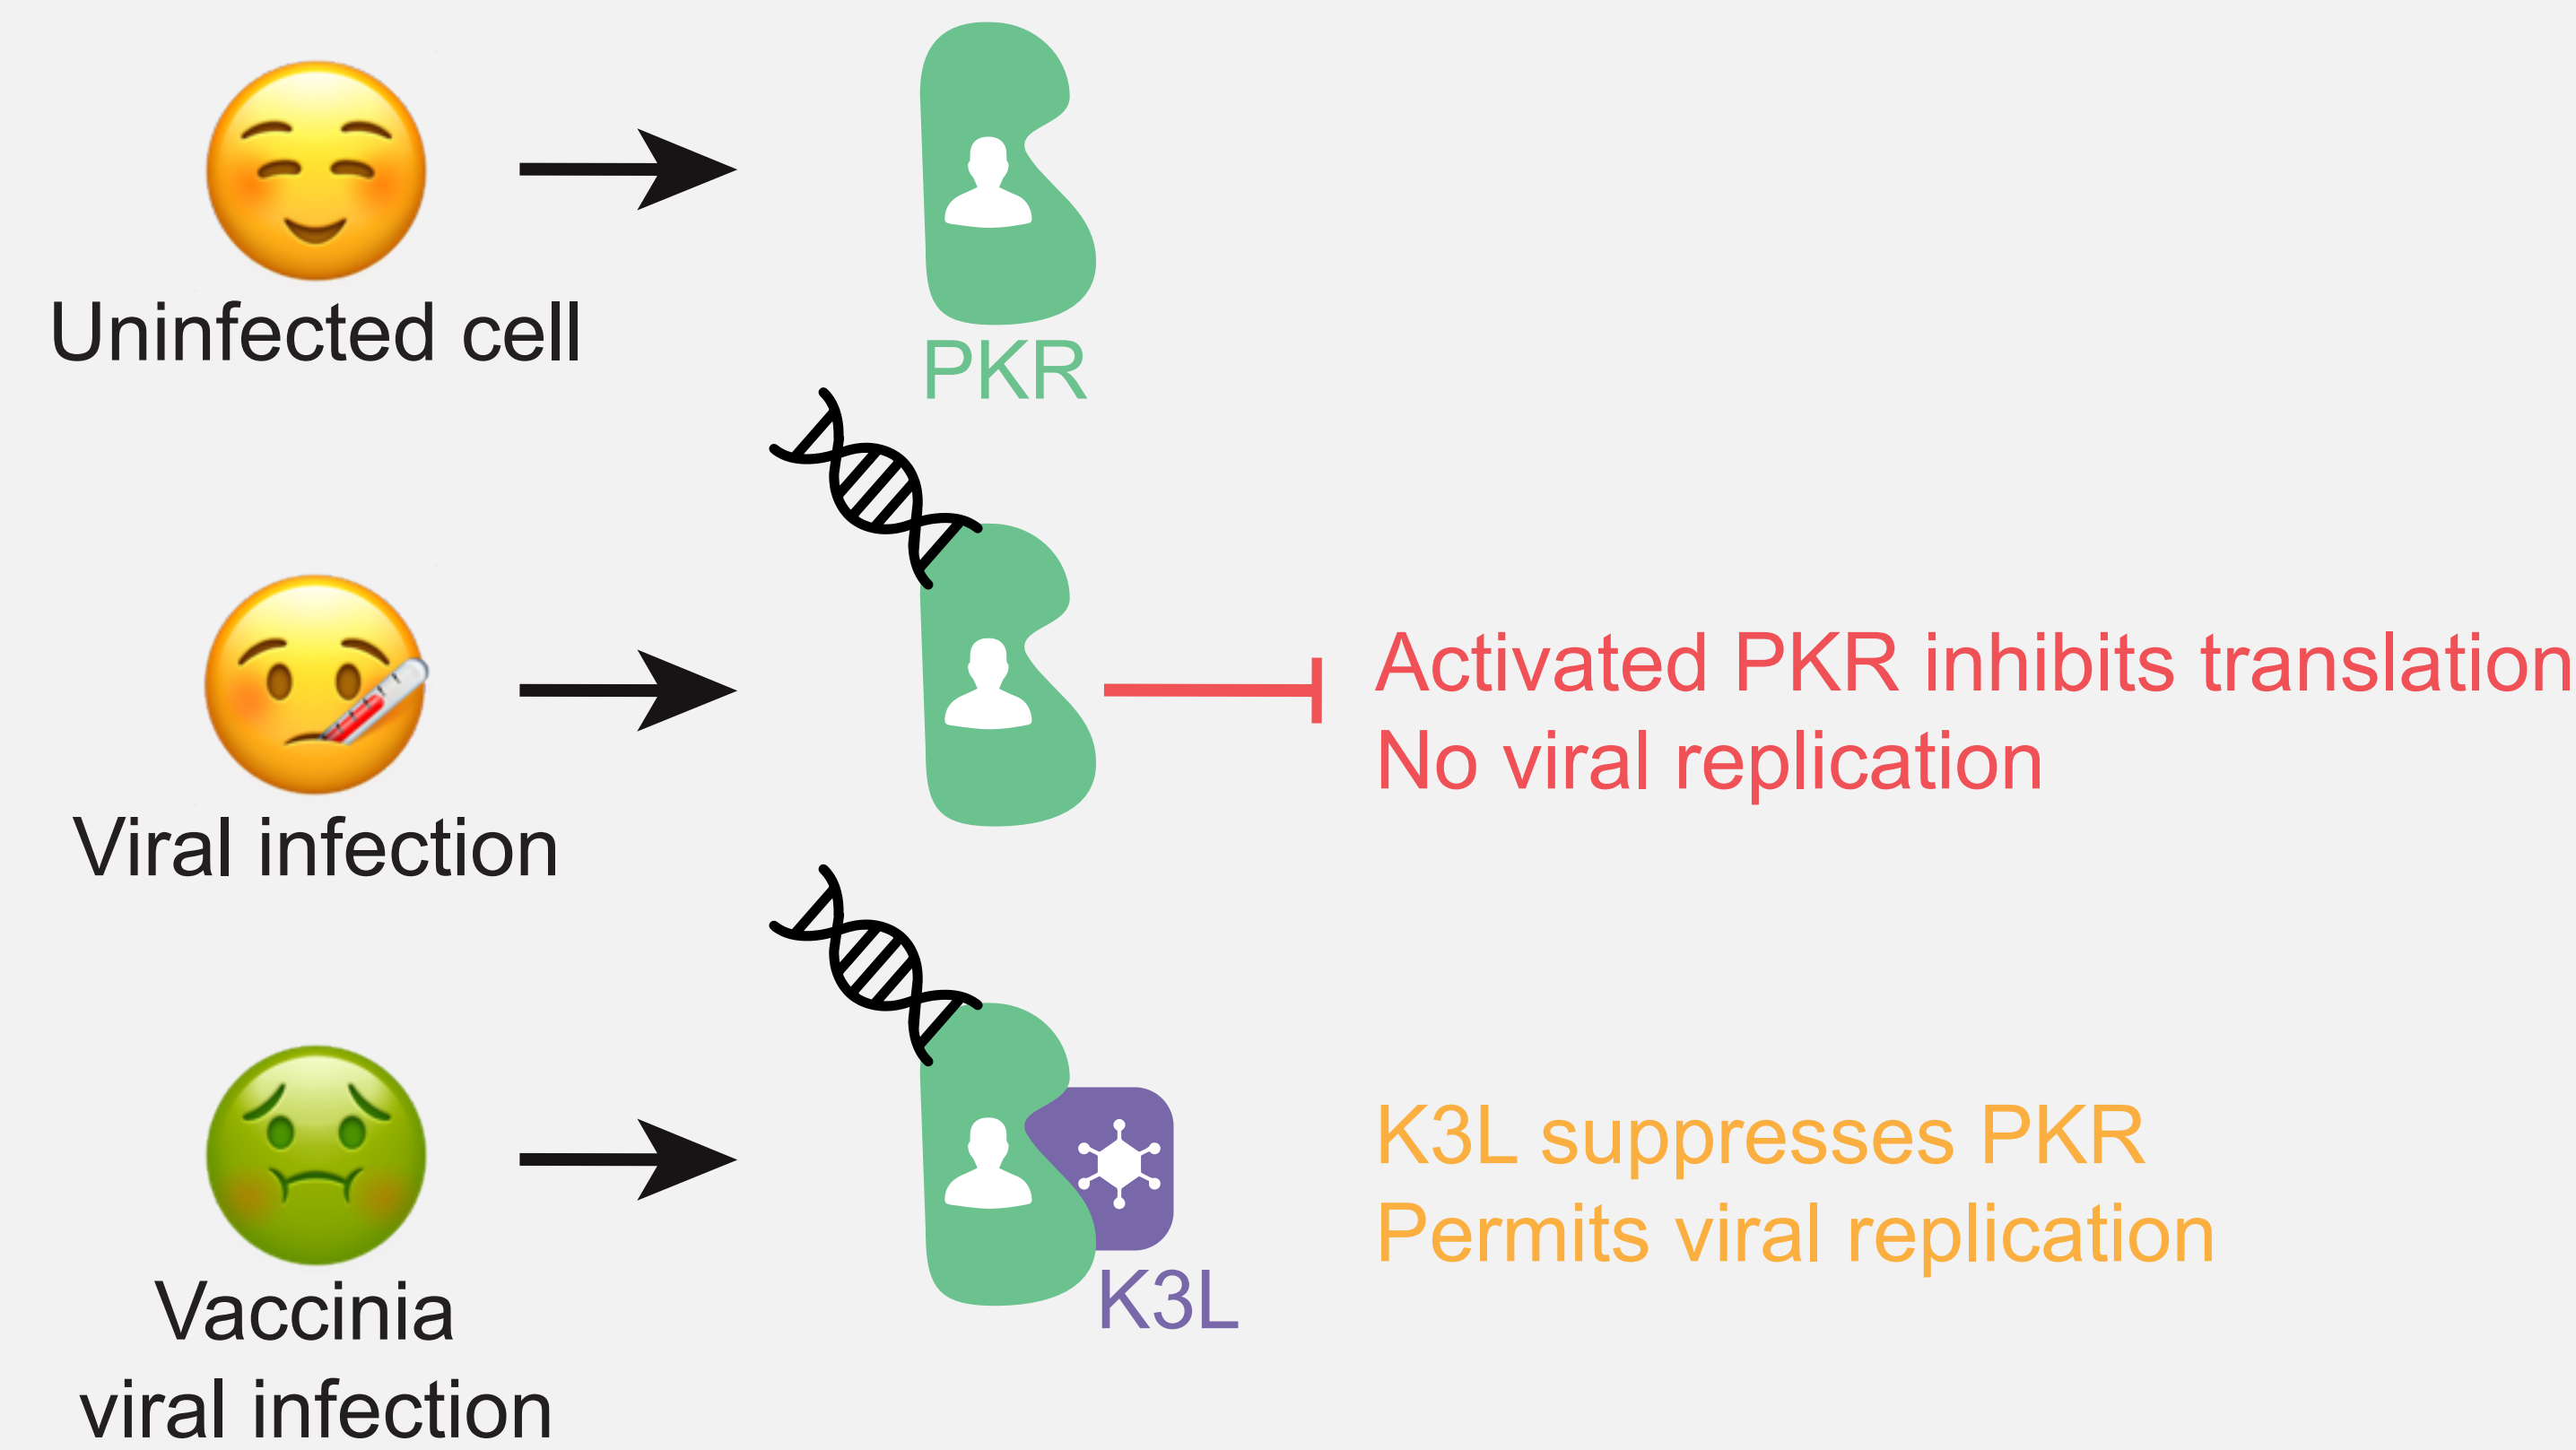 Uninfected cell
PKR
Viral infection
Activated PKR inhibits translation
No viral replication
Vaccinia
viral infection
K3L
K3L suppresses PKR
Permits viral replication